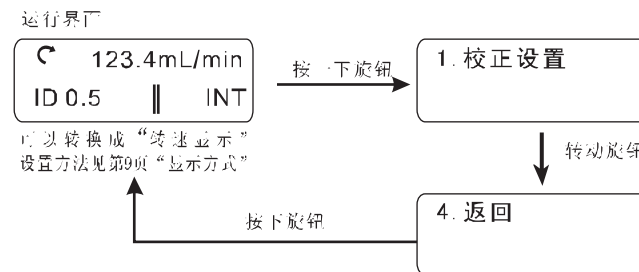 运行界面
123.4mL/min
ID 0.5 INT
按一下旋钮
1.校正设置
可以转换成“转速显示”
设置方法见第9页“显示方式”
转动旋钮
4.返回
按下旋钮